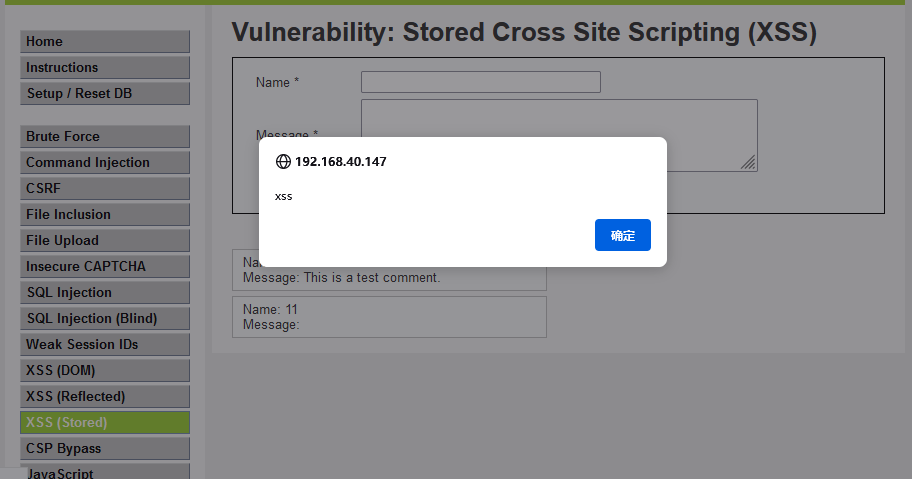 Home
Instructions
Setup / Reset DB
Brute Force
Command Injection
CSRF
File Inclusion
File Upload
Insecure CAPTCHA
SQL Injection
SQL Injection (Blind)
Weak Session IDs
XSS (DOM)
XSS (Reflected)
XSS (Stored)
CSP Bypass
JavaScript
Vulnerability: Stored Cross Site Scripting (XSS)
Name *
Message *
192.168.40.147
xss
确定
Message: This is a test comment.
Name: 11
Message: